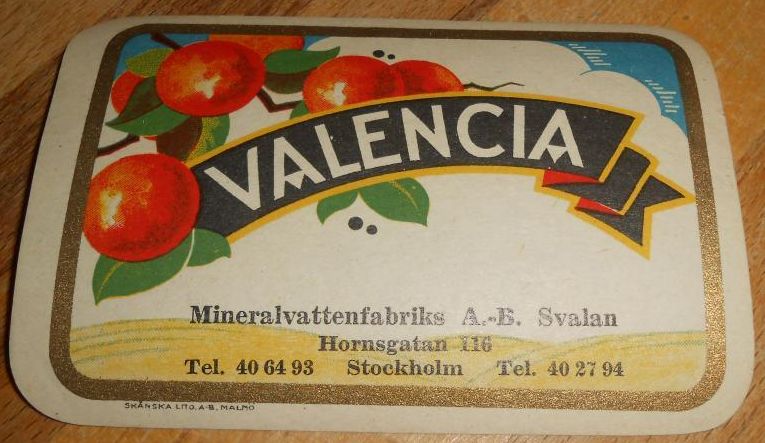 VALENCIA
Mineralvattenfabriks A.-B. Svalan
Hornsgatan 116
Tel. 40 64 93 Stockholm Tel. 40 27 94
SKÅNSKA LITO. A-B. MALMÖ